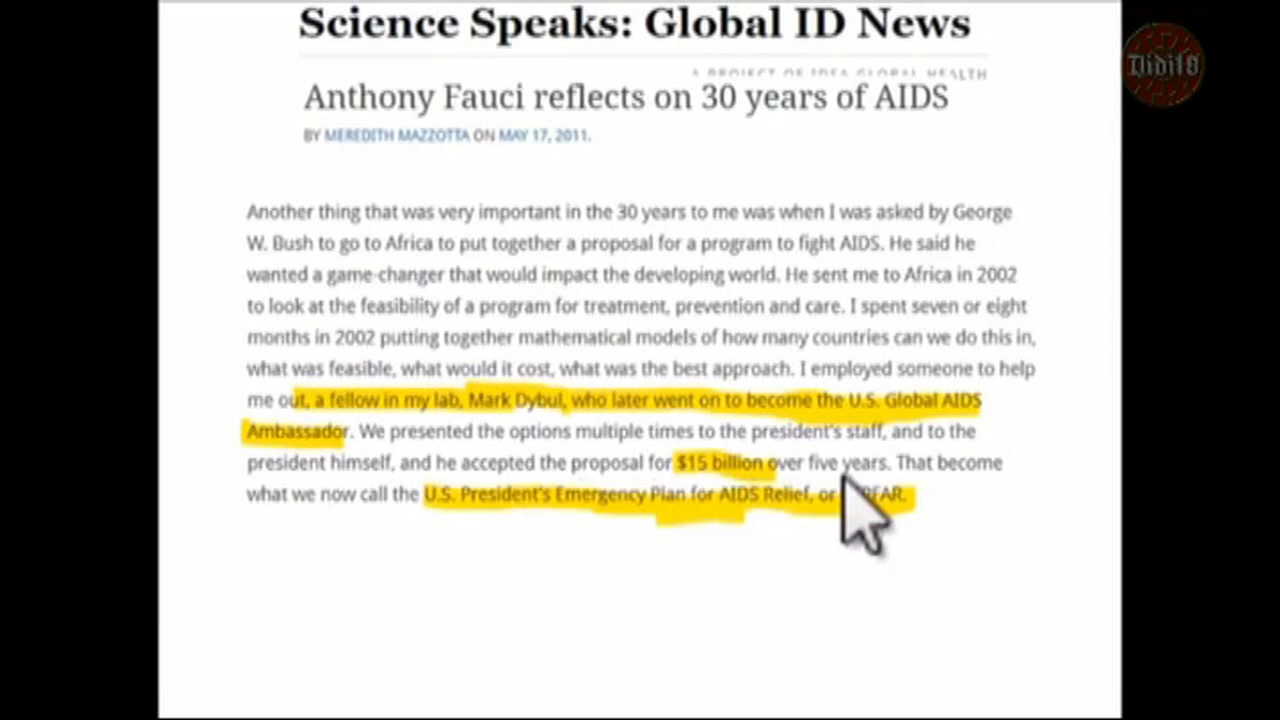 Science Speaks: Global ID News
A PROJECT OF IDSA GLOBAL HEALTH
Anthony Fauci reflects on 30 years of AIDS
BY MEREDITH MAZZOTTA ON MAY 17, 2011.
Another thing that was very important in the 30 years to me was when I was asked by George
W. Bush to go to Africa to put together a proposal for a program to fight AIDS. He said he
wanted a game-changer that would impact the developing world. He sent me to Africa in 2002
to look at the feasibility of a program for treatment, prevention and care. I spent seven or eight
months in 2002 putting together mathematical models of how many countries can we do this in,
what was feasible, what would it cost, what was the best approach. I employed someone to help
me out, a fellow in my lab, Mark Dybul, who later went on to become the U.S. Global AIDS
Ambassador. We presented the options multiple times to the president's staff, and to the
president himself, and he accepted the proposal for $15 billion over five years. That become
what we now call the U.S. President's Emergency Plan for AIDS Relief, or
Didi18